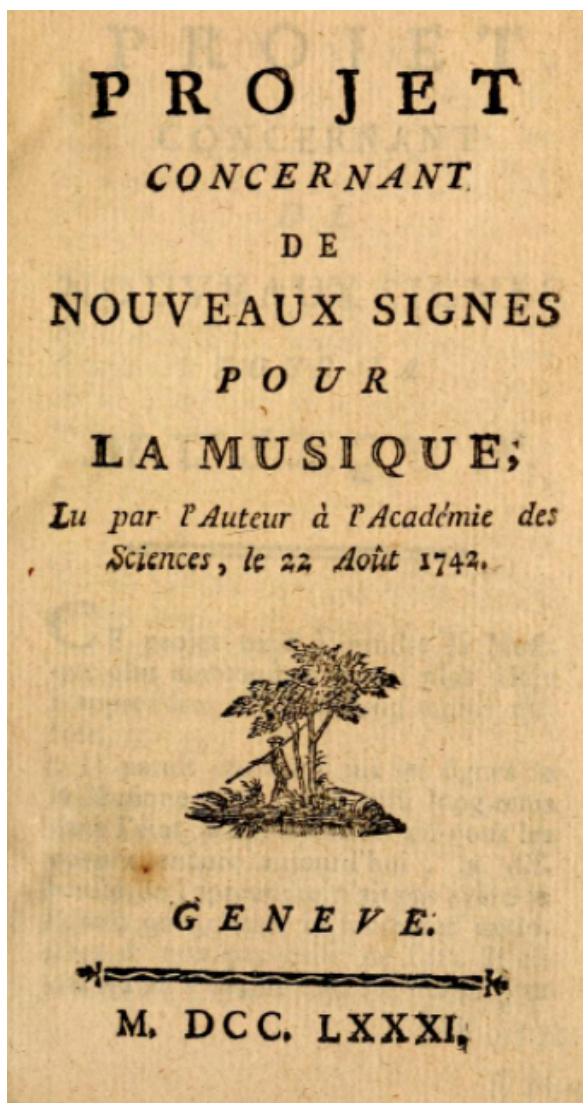 PROJET
CONCERNANT
DE
NOUVEAUX SIGNES
POUR
LA MUSIQUE;
Lu par l'Auteur à l'Académie des
Sciences, le 22 Août 1742.
GENEVE.
M. DCC. LXXXI.